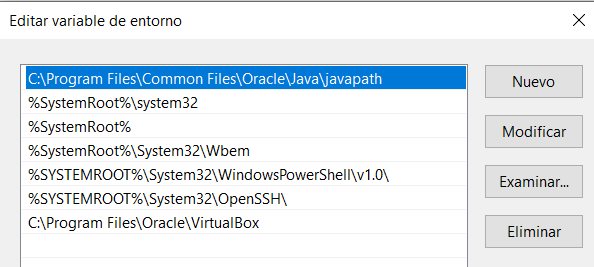 Editar variable de entorno
C:\Program Files\Common Files\Oracle\Java\javapath
%SystemRoot%\system32
%SystemRoot%
%SystemRoot%\System32\Wbem
%SYSTEMROOT%\System32\WindowsPowerShell\v1.0\
%SYSTEMROOT%\System32\OpenSSH\
C:\Program Files\Oracle\VirtualBox
Nuevo
Modificar
Examinar...
Eliminar